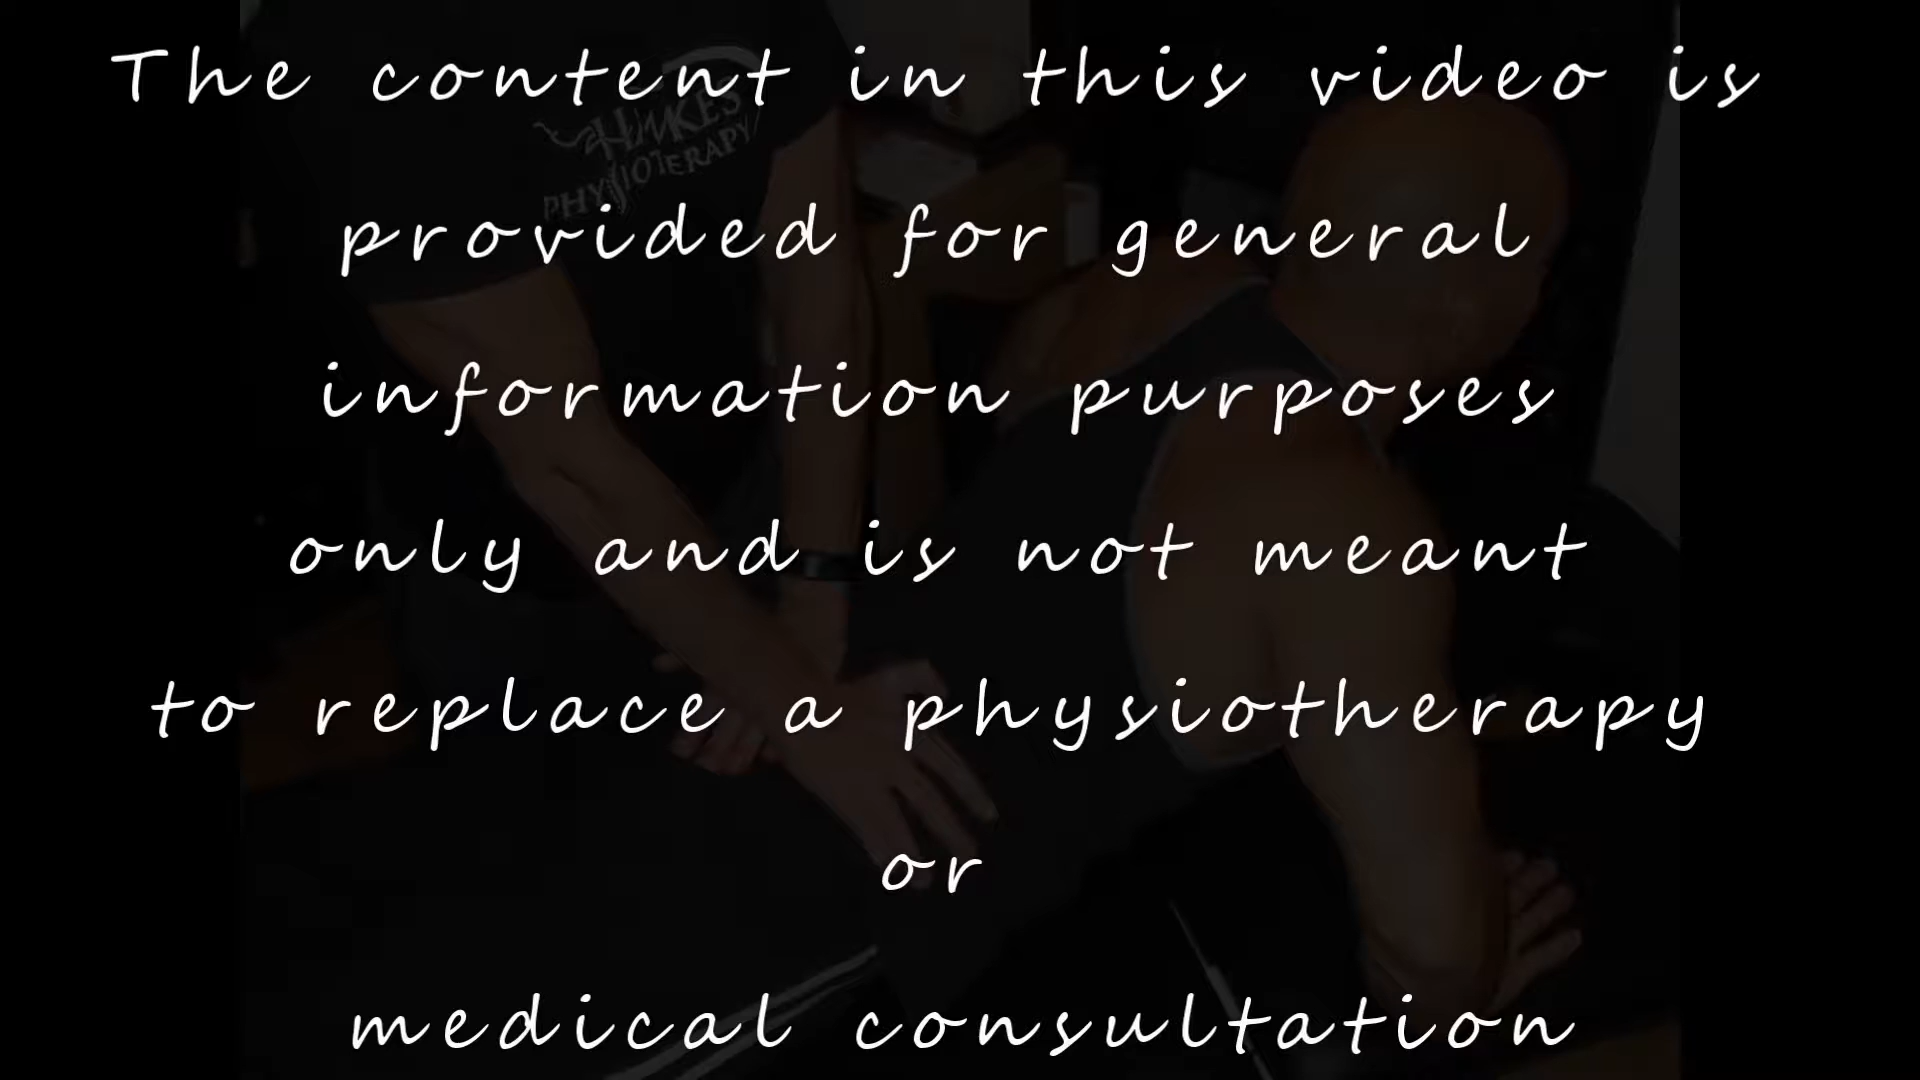 The content in this video is
provided for general
information purposes
only and is not meant
to replace a physiotherapy
or
medical consultation
PHYSIOTERAPY